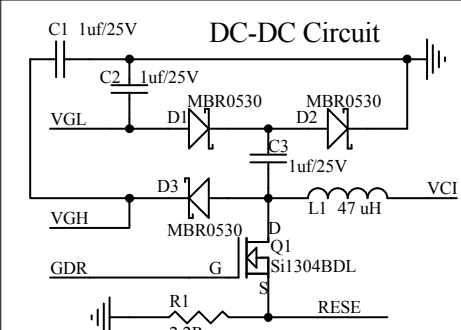 C1 1uf/25V
DC-DC Circuit
C2 1uf/25V
MBR0530 MBR0530
VGL D1 D2
C3
1uf/25V
D3 VCI
L1 47 uH
VGH
MBR0530 D
Q1
GDR G Si1304BDL
S
R1 RESE